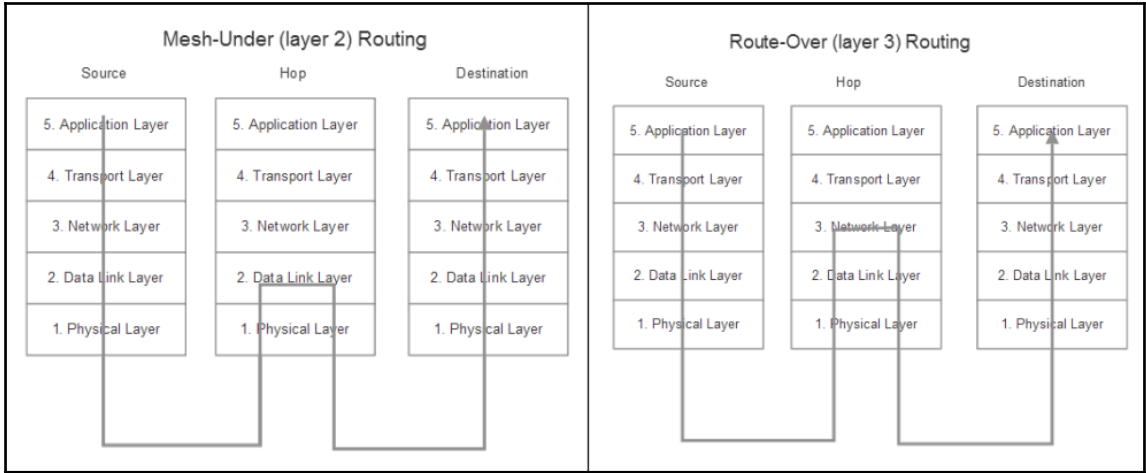 Mesh-Under (layer 2) Routing
Source Hop Destination
5. Application Layer 5. Application Layer 5. Application Layer
4. Transport Layer 4. Transport Layer 4. Transport Layer
3. Network Layer 3. Network Layer 3. Network Layer
2. Data Link Layer 2. Data Link Layer 2. Data Link Layer
1. Physical Layer 1. Physical Layer 1. Physical Layer
Route-Over (layer 3) Routing
Source Hop Destination
5. Application Layer 5. Application Layer 5. Application Layer
4. Transport Layer 4. Transport Layer 4. Transport Layer
3. Network Layer 3. Network Layer 3. Network Layer
2. Data Link Layer 2. Data Link Layer 2. Data Link Layer
1. Physical Layer 1. Physical Layer 1. Physical Layer